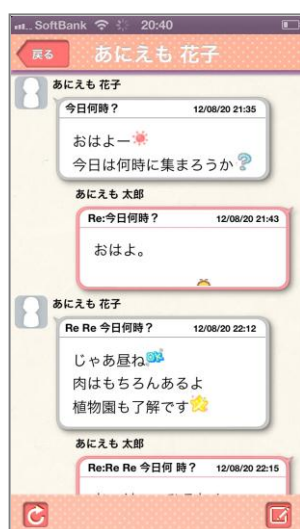 SoftBank 20:40
戻る あにえも 花子
あにえも 花子
今日何時？ 12/08/20 21:35
おはよー
今日は何時に集まろうか
あにえも 太郎
Re:今日何時？ 12/08/20 21:43
おはよ。
あにえも 花子
Re Re 今日何時？ 12/08/20 22:12
じゃあ昼ね
肉はもちろんあるよ
植物園も了解です
あにえも 太郎
Re:Re Re 今日何 時？ 12/08/20 22:15